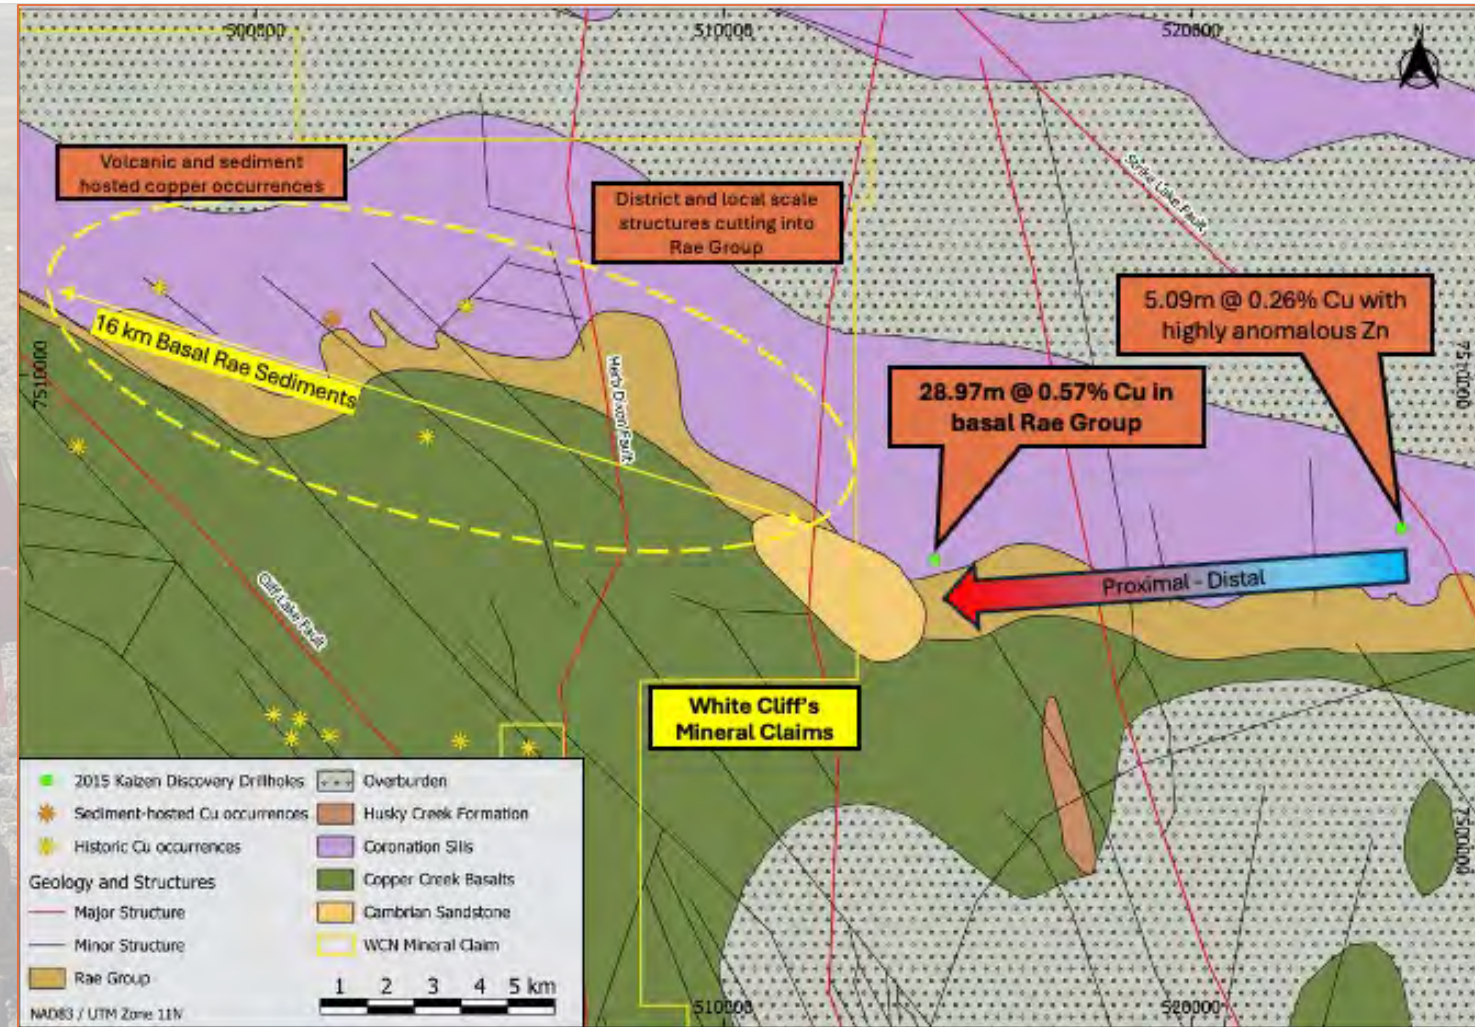 500000
510000
520000
N
Volcanic and sediment
hosted copper occurrences
District and local scale
structures cutting into
Rae Group
Strike Lake Fault
5.09m @ 0.26% Cu with
highly anomalous Zn
28.97m @ 0.57% Cu in
basal Rae Group
16 km Basal Rae Sediments
7510000
7510000
Herb Dixon Fault
Proximal - Distal
Cliff Lake Fault
White Cliff's
Mineral Claims
2015 Kaizen Discovery Drillholes
Sediment-hosted Cu occurrences
Historic Cu occurrences
Geology and Structures
Major Structure
Minor Structure
Rae Group
NAD83 / UTM Zone 11N
Overburden
Husky Creek Formation
Coronation Sills
Copper Creek Basalts
Cambrian Sandstone
WCN Mineral Claim
1 2 3 4 5 km
7500000
510000
520000